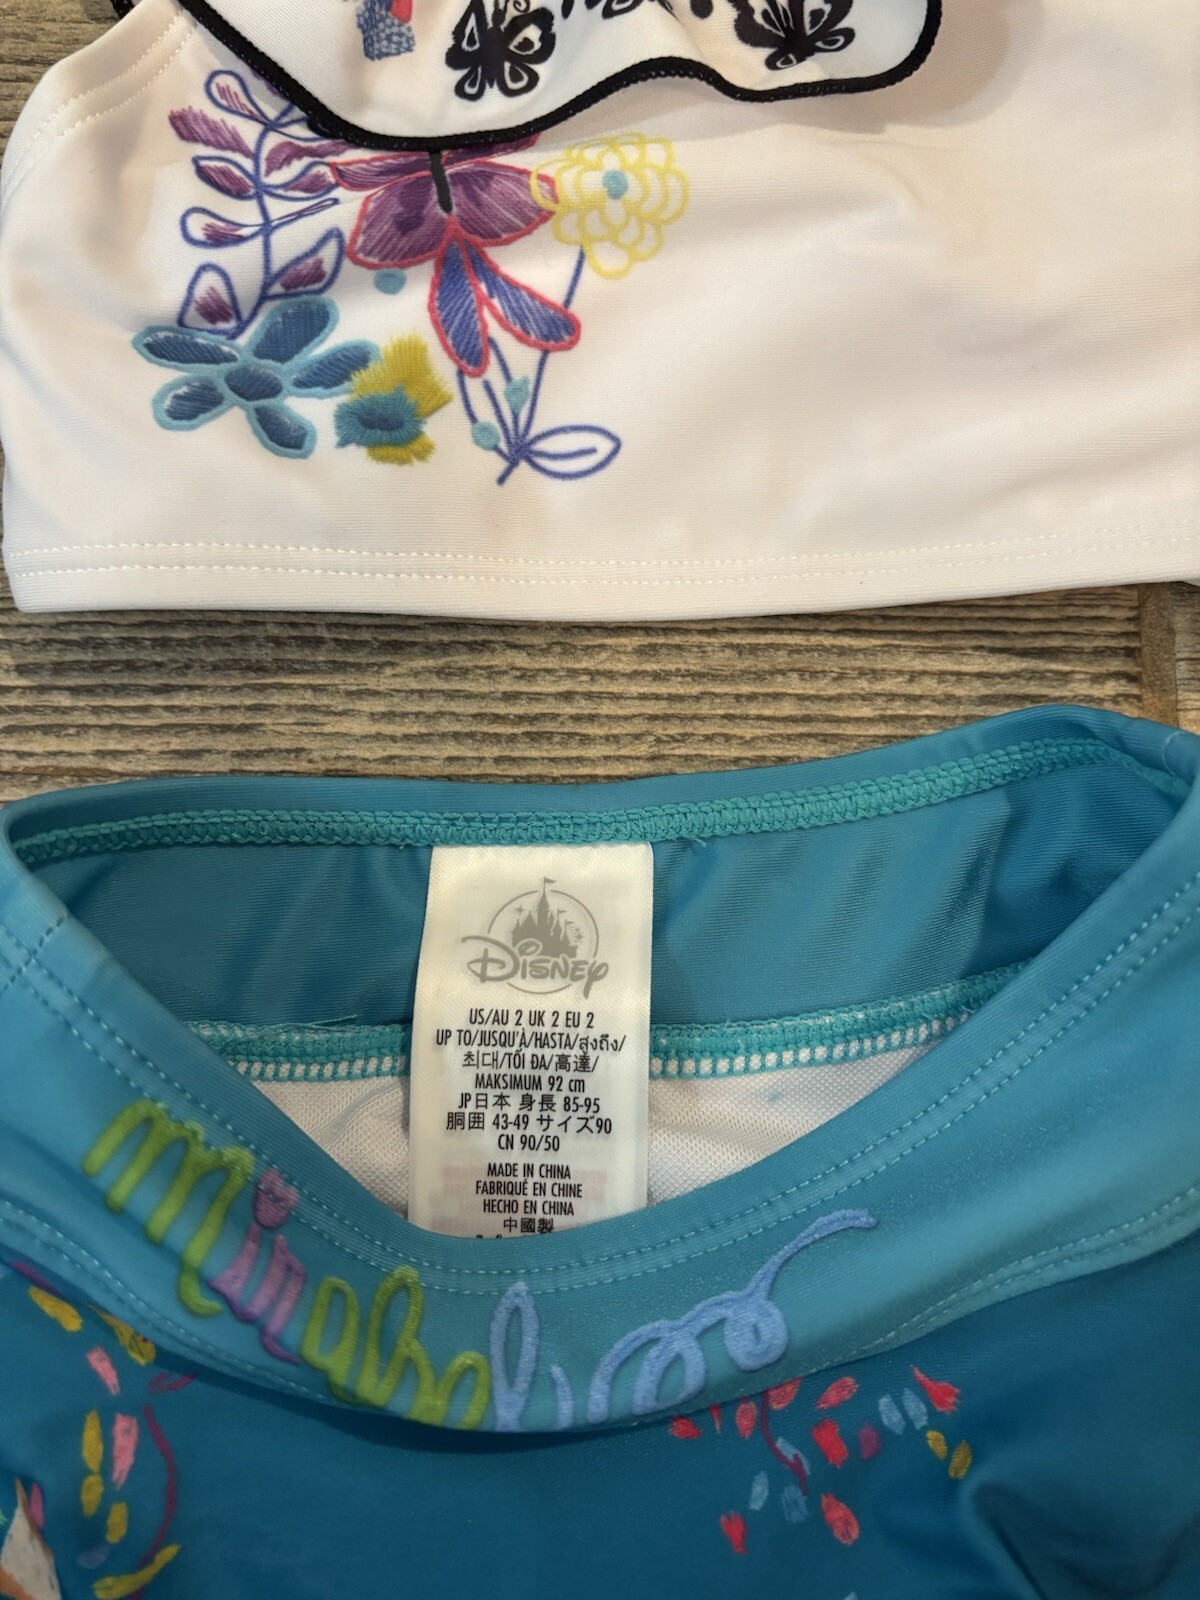 Disney
US/AU 2 UK 2 EU 2
UP TO/JUSQU'À/HASTA/สูงถึง/
최대/TỐI ĐA/高達/
MAKSIMUM 92 cm
JP日本 身長 85-95
胴囲 43-49 サイズ90
CN 90/50
MADE IN CHINA
FABRIQUÉ EN CHINE
HECHO EN CHINA
中國製
mirabel